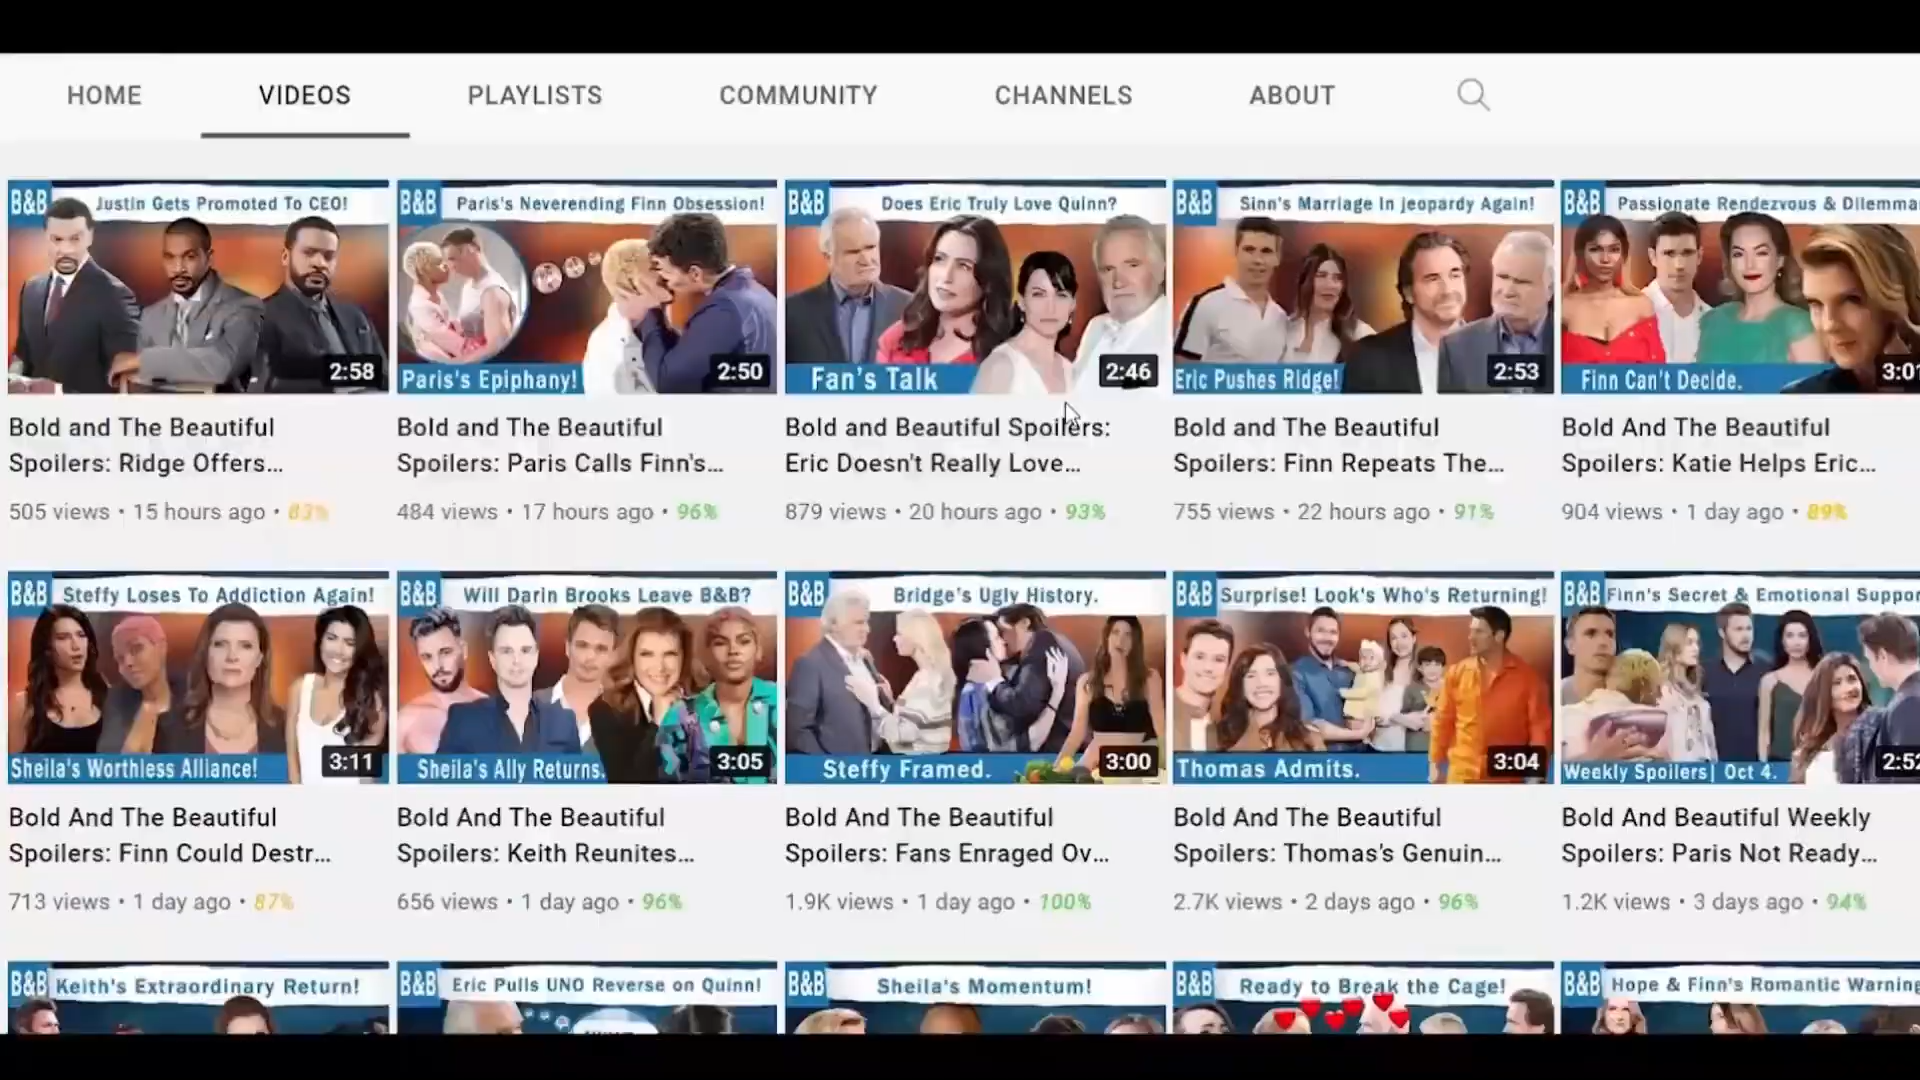 HOME VIDEOS PLAYLISTS COMMUNITY CHANNELS ABOUT
B&B Justin Gets Promoted To CEO!
2:58
Bold and The Beautiful
Spoilers: Ridge Offers...
505 views • 15 hours ago • 83%
B&B Paris's Neverending Finn Obsession!
Paris's Epiphany!
2:50
Bold and The Beautiful
Spoilers: Paris Calls Finn's...
484 views • 17 hours ago • 96%
B&B Does Eric Truly Love Quinn?
Fan's Talk
2:46
Bold and Beautiful Spoilers:
Eric Doesn't Really Love...
879 views • 20 hours ago • 93%
B&B Sinn's Marriage In jeopardy Again!
Eric Pushes Ridge!
2:53
Bold and The Beautiful
Spoilers: Finn Repeats The...
755 views • 22 hours ago • 91%
B&B Passionate Rendezvous & Dilemma
Finn Can't Decide.
3:01
Bold And The Beautiful
Spoilers: Katie Helps Eric...
904 views • 1 day ago • 89%
B&B Steffy Loses To Addiction Again!
Sheila's Worthless Alliance!
3:11
Bold And The Beautiful
Spoilers: Finn Could Destr...
713 views • 1 day ago • 87%
B&B Will Darin Brooks Leave B&B?
Sheila's Ally Returns.
3:05
Bold And The Beautiful
Spoilers: Keith Reunites...
656 views • 1 day ago • 96%
B&B Bridge's Ugly History.
Steffy Framed.
3:00
Bold And The Beautiful
Spoilers: Fans Enraged Ov...
1.9K views • 1 day ago • 100%
B&B Surprise! Look's Who's Returning!
Thomas Admits.
3:04
Bold And The Beautiful
Spoilers: Thomas's Genuin...
2.7K views • 2 days ago • 96%
B&B Finn's Secret & Emotional Suppor
Weekly Spoilers| Oct 4.
2:52
Bold And Beautiful Weekly
Spoilers: Paris Not Ready...
1.2K views • 3 days ago • 94%
B&B Keith's Extraordinary Return!
B&B Eric Pulls UNO Reverse on Quinn!
B&B Sheila's Momentum!
B&B Ready to Break the Cage!
B&B Hope & Finn's Romantic Warning